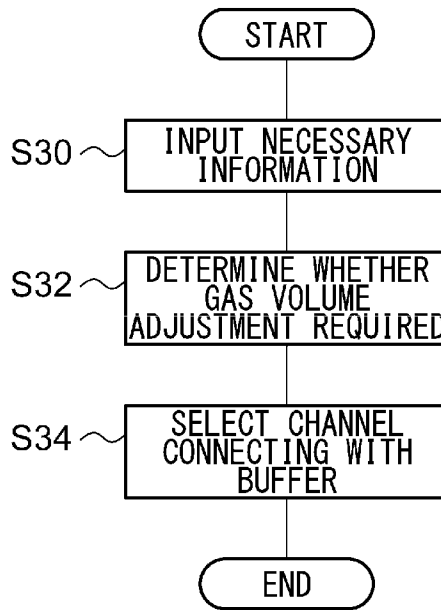 START
S30
INPUT NECESSARY
INFORMATION
S32
DETERMINE WHETHER
GAS VOLUME
ADJUSTMENT REQUIRED
S34
SELECT CHANNEL
CONNECTING WITH
BUFFER
END